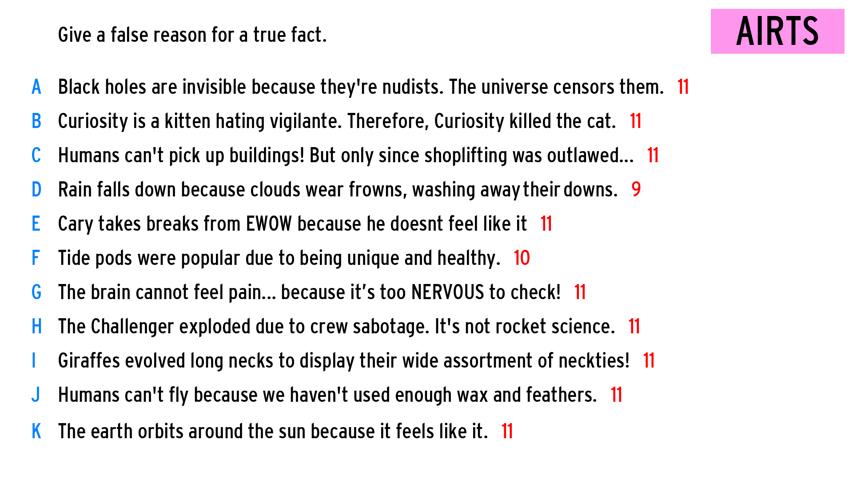 Give a false reason for a true fact.
AIRTS
A Black holes are invisible because they're nudists. The universe censors them. 11
B Curiosity is a kitten hating vigilante. Therefore, Curiosity killed the cat. 11
C Humans can't pick up buildings! But only since shoplifting was outlawed... 11
D Rain falls down because clouds wear frowns, washing away their downs. 9
E Cary takes breaks from EWOW because he doesnt feel like it 11
F Tide pods were popular due to being unique and healthy. 10
G The brain cannot feel pain... because it's too NERVOUS to check! 11
H The Challenger exploded due to crew sabotage. It's not rocket science. 11
I Giraffes evolved long necks to display their wide assortment of neckties! 11
J Humans can't fly because we haven't used enough wax and feathers. 11
K The earth orbits around the sun because it feels like it. 11